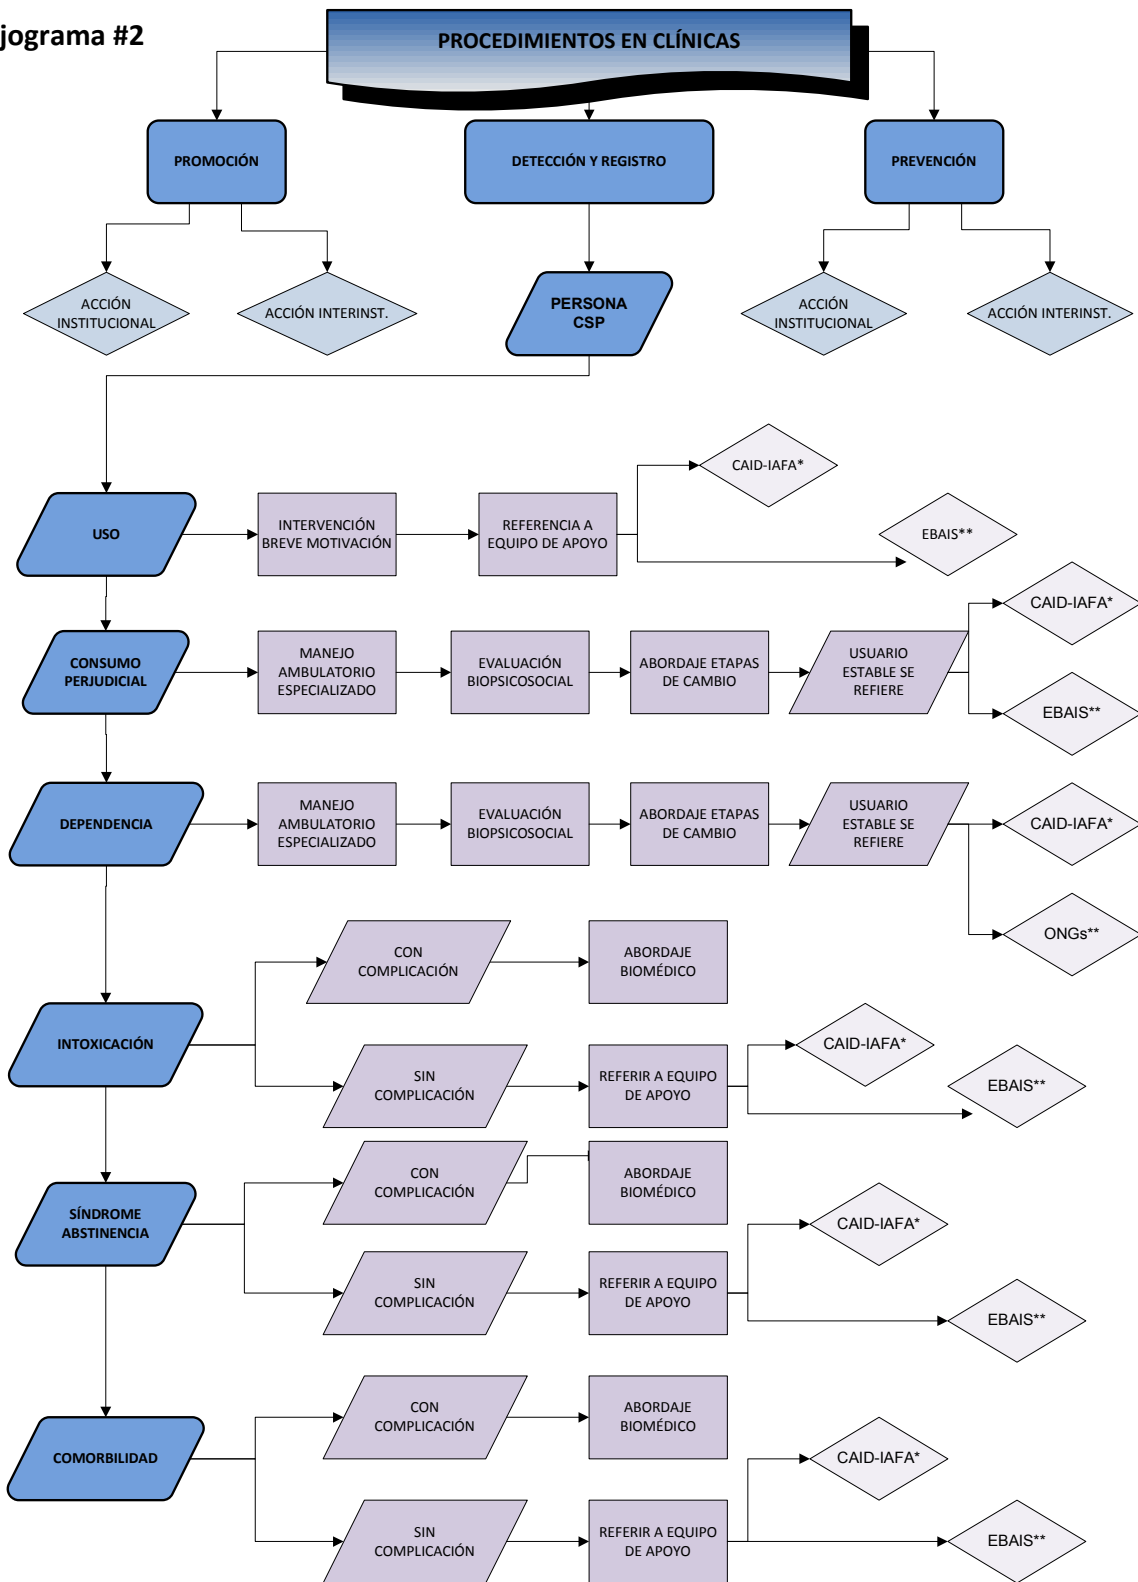 jograma #2
PROCEDIMIENTOS EN CLÍNICAS
PROMOCIÓN
DETECCIÓN Y REGISTRO
PREVENCIÓN
ACCIÓN
INSTITUCIONAL
ACCIÓN INTERINST.
PERSONA
CSP
ACCIÓN
INSTITUCIONAL
ACCIÓN INTERINST.
CAID-IAFA*
USO
INTERVENCIÓN
BREVE MOTIVACIÓN
REFERENCIA A
EQUIPO DE APOYO
EBAIS**
CAID-IAFA*
CONSUMO
PERJUDICIAL
MANEJO
AMBULATORIO
ESPECIALIZADO
EVALUACIÓN
BIOPSICOSOCIAL
ABORDAJE ETAPAS
DE CAMBIO
USUARIO
ESTABLE SE
REFIERE
EBAIS**
DEPENDENCIA
MANEJO
AMBULATORIO
ESPECIALIZADO
EVALUACIÓN
BIOPSICOSOCIAL
ABORDAJE ETAPAS
DE CAMBIO
USUARIO
ESTABLE SE
REFIERE
CAID-IAFA*
ONGs**
CON
COMPLICACIÓN
ABORDAJE
BIOMÉDICO
INTOXICACIÓN
CAID-IAFA*
SIN
COMPLICACIÓN
REFERIR A EQUIPO
DE APOYO
EBAIS**
CON
COMPLICACIÓN
ABORDAJE
BIOMÉDICO
SÍNDROME
ABSTINENCIA
CAID-IAFA*
SIN
COMPLICACIÓN
REFERIR A EQUIPO
DE APOYO
EBAIS**
CON
COMPLICACIÓN
ABORDAJE
BIOMÉDICO
COMORBILIDAD
CAID-IAFA*
SIN
COMPLICACIÓN
REFERIR A EQUIPO
DE APOYO
EBAIS**